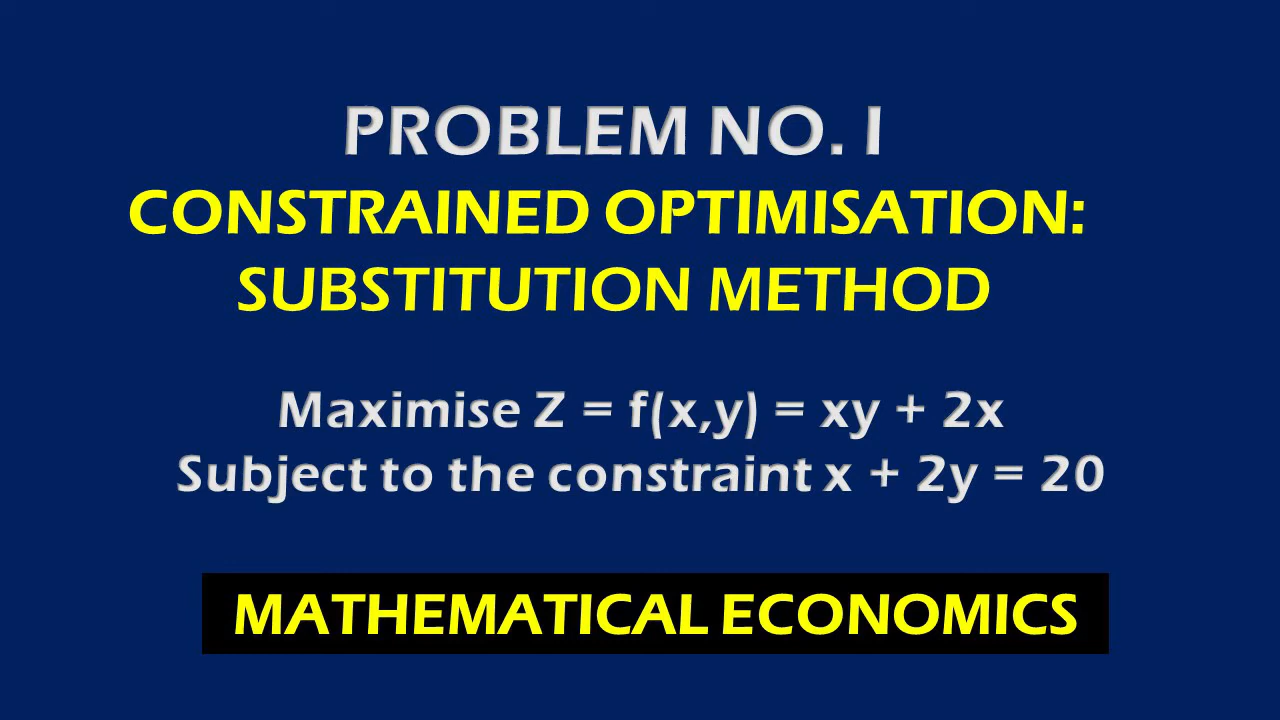 PROBLEM NO. I
CONSTRAINED OPTIMISATION:
SUBSTITUTION METHOD
Maximise Z = f(x,y) = xy + 2x
Subject to the constraint x + 2y = 20
MATHEMATICAL ECONOMICS